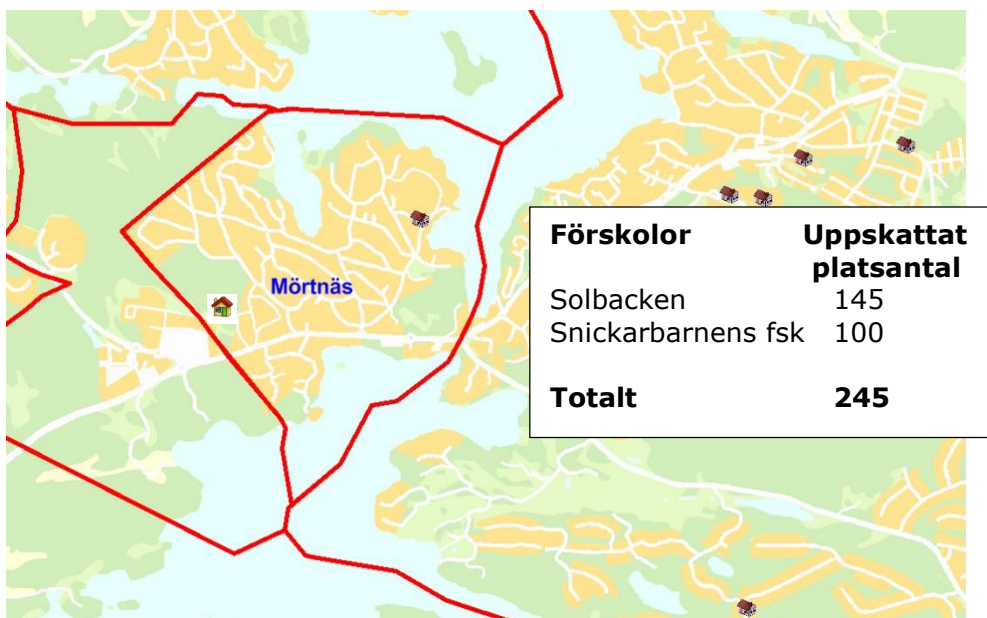 Mörtnäs
Förskolor Uppskattat
platsantal
Solbacken 145
Snickarbarnens fsk 100
Totalt 245